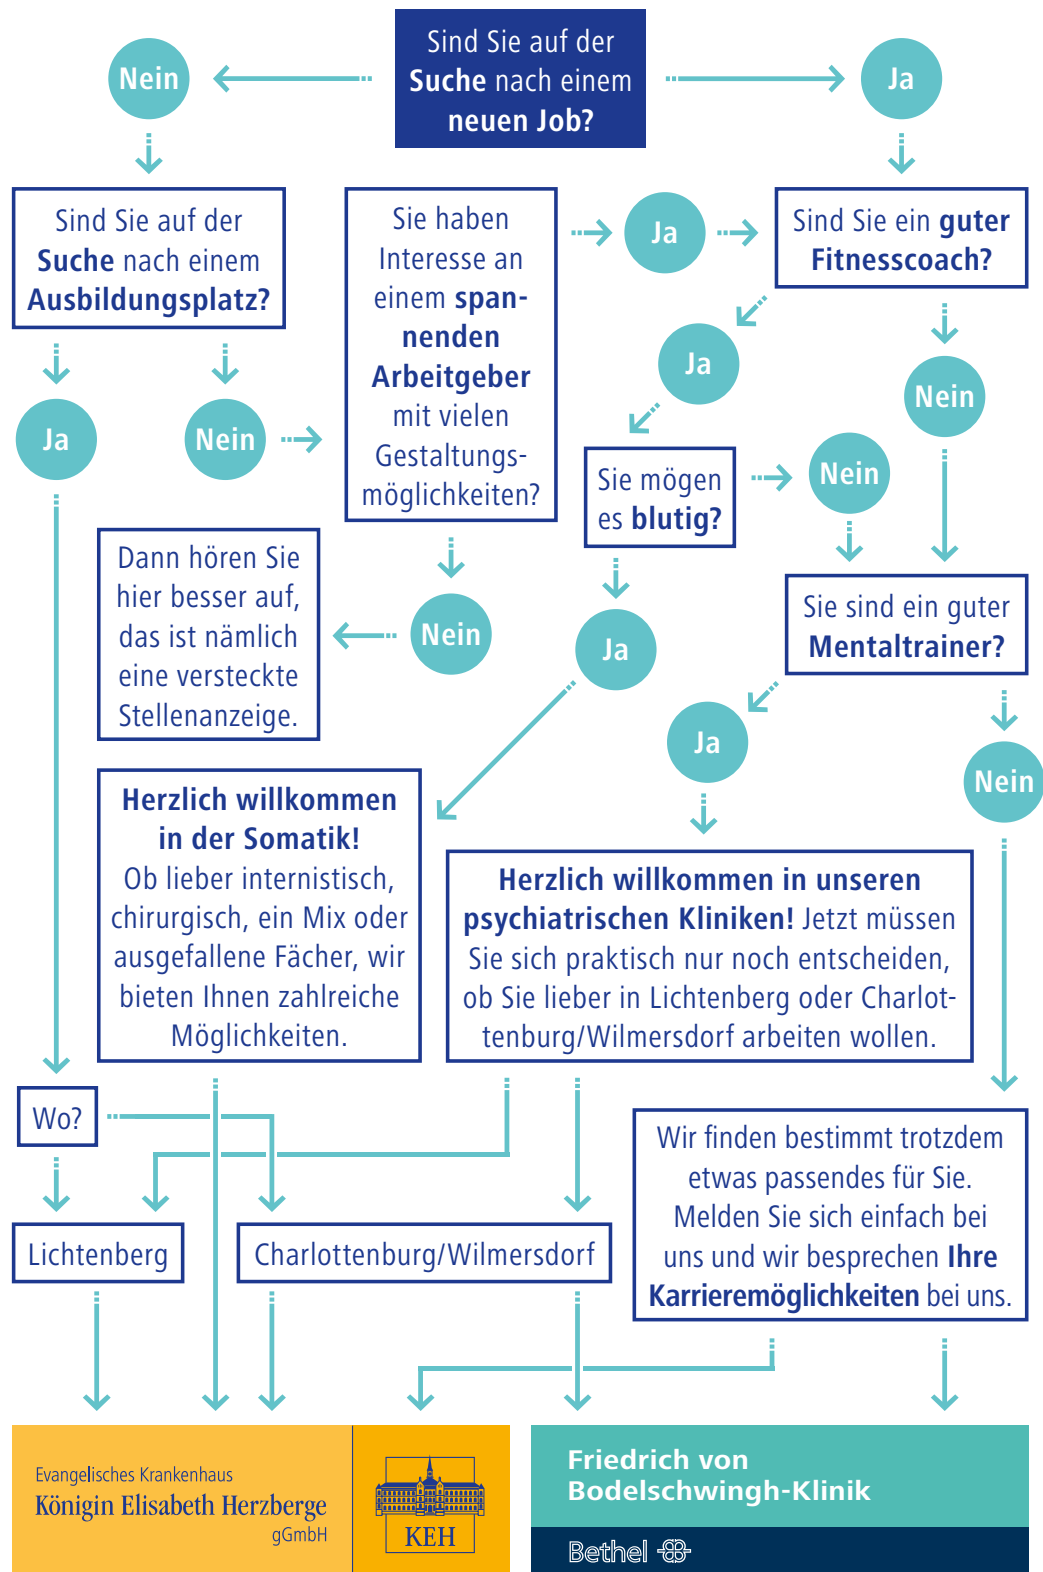 Sind Sie auf der
Suche nach einem
neuen Job?
Nein
Ja
Sind Sie auf der
Suche nach einem
Ausbildungsplatz?
Sie haben
Interesse an
einem span-
nenden
Arbeitgeber
mit vielen
Gestaltungs-
möglichkeiten?
Ja
Sind Sie ein guter
Fitnesscoach?
Ja
Nein
Ja
Nein
Sie mögen
es blutig?
Nein
Dann hören Sie
hier besser auf,
das ist nämlich
eine versteckte
Stellenanzeige.
Nein
Ja
Sie sind ein guter
Mentaltrainer?
Ja
Nein
Herzlich willkommen
in der Somatik!
Ob lieber internistisch,
chirurgisch, ein Mix oder
ausgefallene Fächer, wir
bieten Ihnen zahlreiche
Möglichkeiten.
Herzlich willkommen in unseren
psychiatrischen Kliniken! Jetzt müssen
Sie sich praktisch nur noch entscheiden,
ob Sie lieber in Lichtenberg oder Charlot-
tenburg/Wilmersdorf arbeiten wollen.
Wo?
Wir finden bestimmt trotzdem
etwas passendes für Sie.
Melden Sie sich einfach bei
uns und wir besprechen Ihre
Karrieremöglichkeiten bei uns.
Lichtenberg
Charlottenburg/Wilmersdorf
Evangelisches Krankenhaus
Königin Elisabeth Herzberge
gGmbH
KEH
Friedrich von
Bodelschwingh-Klinik
Bethel